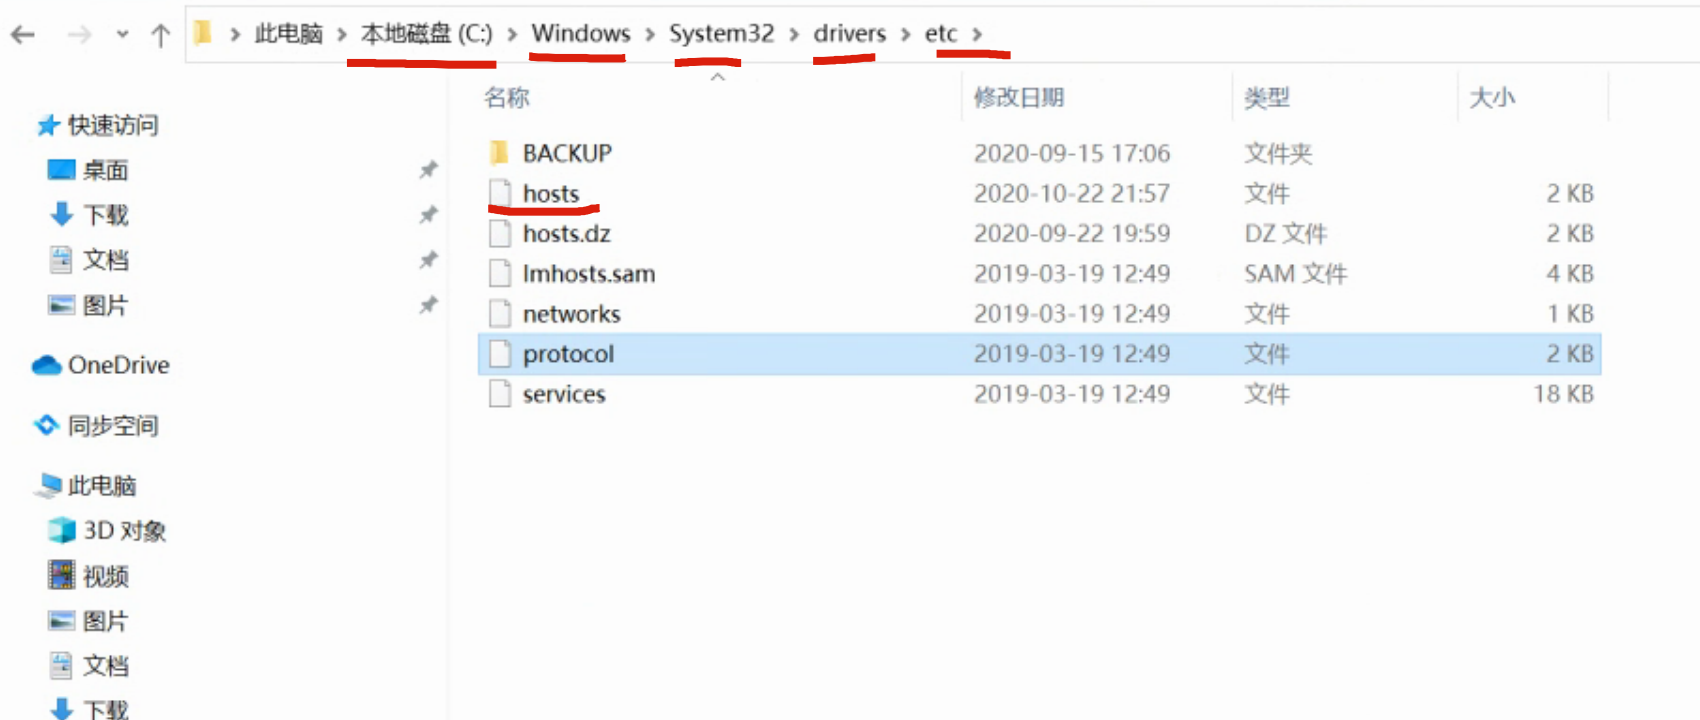 此电脑 > 本地磁盘 (C:) > Windows > System32 > drivers > etc >
名称 修改日期 类型 大小
快速访问
桌面
下载
文档
图片
OneDrive
同步空间
此电脑
3D 对象
视频
图片
文档
下载
BACKUP 2020-09-15 17:06 文件夹
hosts 2020-10-22 21:57 文件 2 KB
hosts.dz 2020-09-22 19:59 DZ 文件 2 KB
lmhosts.sam 2019-03-19 12:49 SAM 文件 4 KB
networks 2019-03-19 12:49 文件 1 KB
protocol 2019-03-19 12:49 文件 2 KB
services 2019-03-19 12:49 文件 18 KB